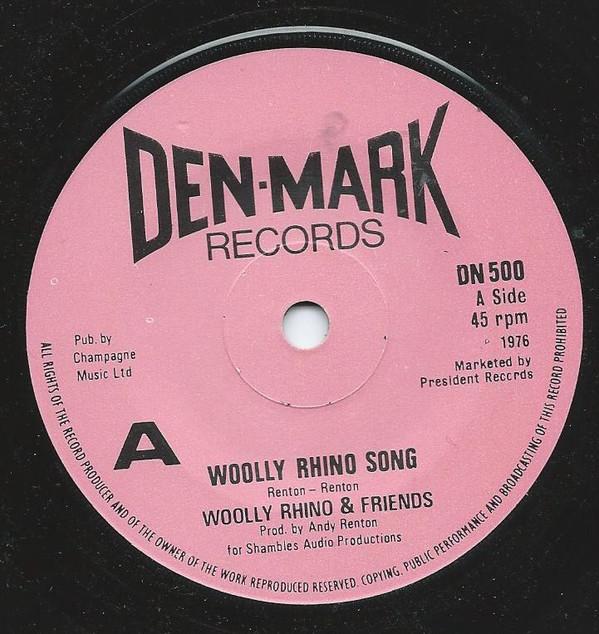 DEN-MARK
RECORDS
DN 500
A Side
45 rpm
℗ 1976
Marketed by
President Records
Pub. by
Champagne
Music Ltd
A
WOOLLY RHINO SONG
Renton – Renton
WOOLLY RHINO & FRIENDS
Prod. by Andy Renton
for Shambles Audio Productions
ALL RIGHTS OF THE RECORD PRODUCER AND OF THE OWNER OF THE WORK REPRODUCED RESERVED. COPYING, PUBLIC PERFORMANCE AND BROADCASTING OF THIS RECORD PROHIBITED